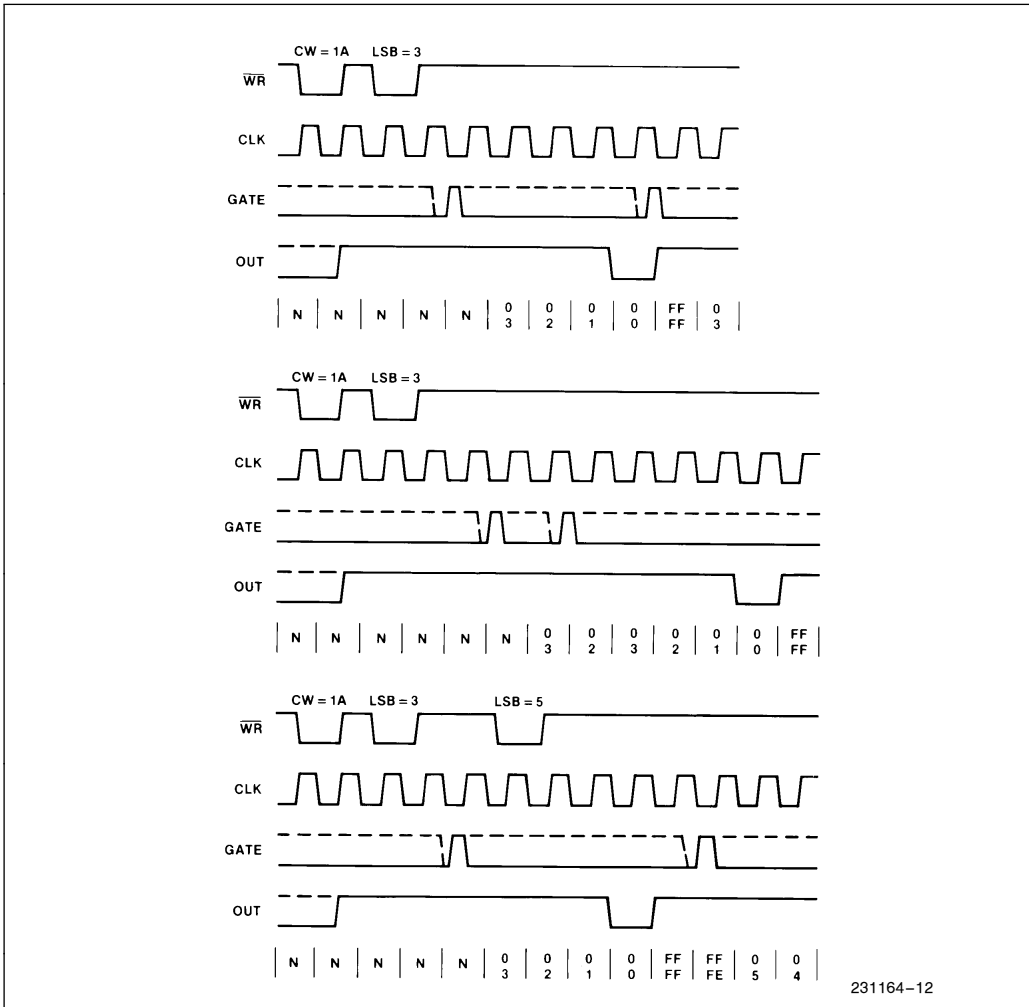 CW = 1A LSB = 3
WR
CLK
GATE
OUT
N N N N N 0 0 0 0 FF 0
3 2 1 0 FF 3
CW = 1A LSB = 3
WR
CLK
GATE
OUT
N N N N N N 0 0 0 0 0 0 FF
3 2 3 2 1 0 FF
CW = 1A LSB = 3 LSB = 5
WR
CLK
GATE
OUT
N N N N N 0 0 0 0 FF FF 0 0
3 2 1 0 FF FE 5 4
231164–12